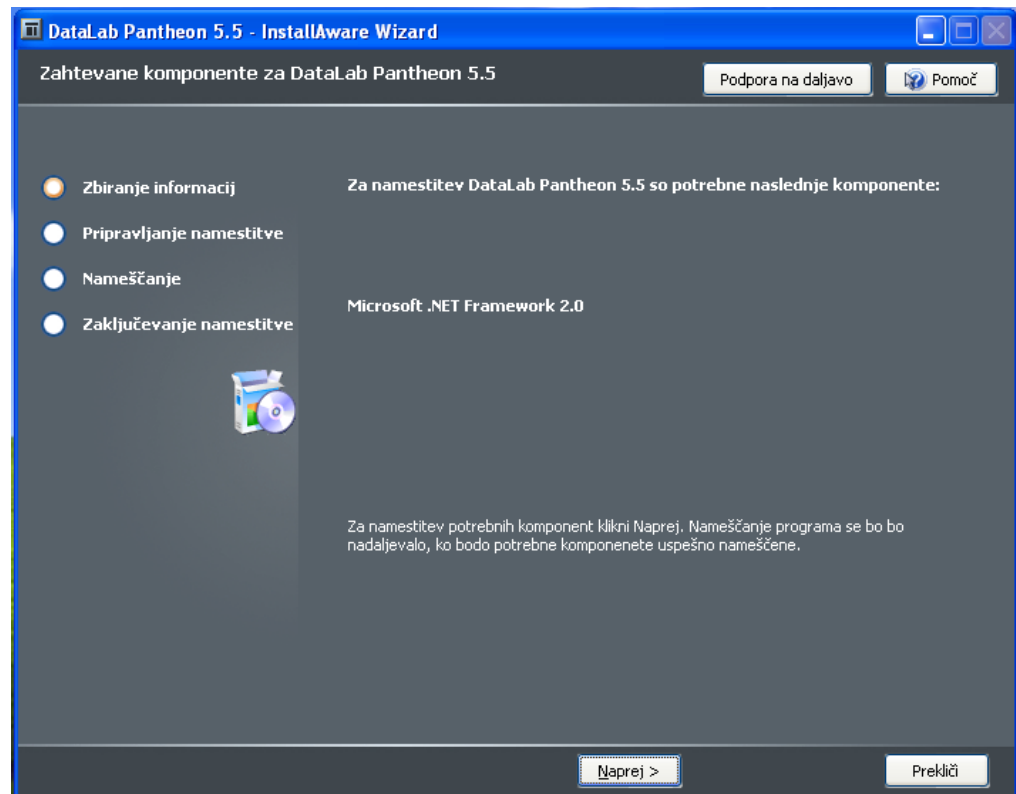 DataLab Pantheon 5.5 - InstallAware Wizard
Zahtevane komponente za DataLab Pantheon 5.5
Podpora na daljavo
Pomoč
Zbiranje informacij
Pripravljanje namestitve
Nameščanje
Zaključevanje namestitve
Za namestitev DataLab Pantheon 5.5 so potrebne naslednje komponente:
Microsoft .NET Framework 2.0
Za namestitev potrebnih komponent klikni Naprej. Nameščanje programa se bo bo
nadaljevalo, ko bodo potrebne komponenete uspešno nameščene.
Naprej >
Prekliči